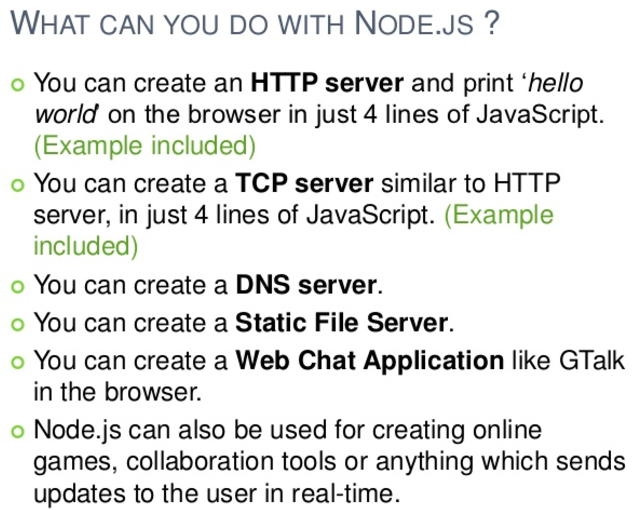 WHAT CAN YOU DO WITH NODE.JS ?
You can create an HTTP server and print ‘hello
world’ on the browser in just 4 lines of JavaScript.
(Example included)
You can create a TCP server similar to HTTP
server, in just 4 lines of JavaScript. (Example
included)
You can create a DNS server.
You can create a Static File Server.
You can create a Web Chat Application like GTalk
in the browser.
Node.js can also be used for creating online
games, collaboration tools or anything which sends
updates to the user in real-time.